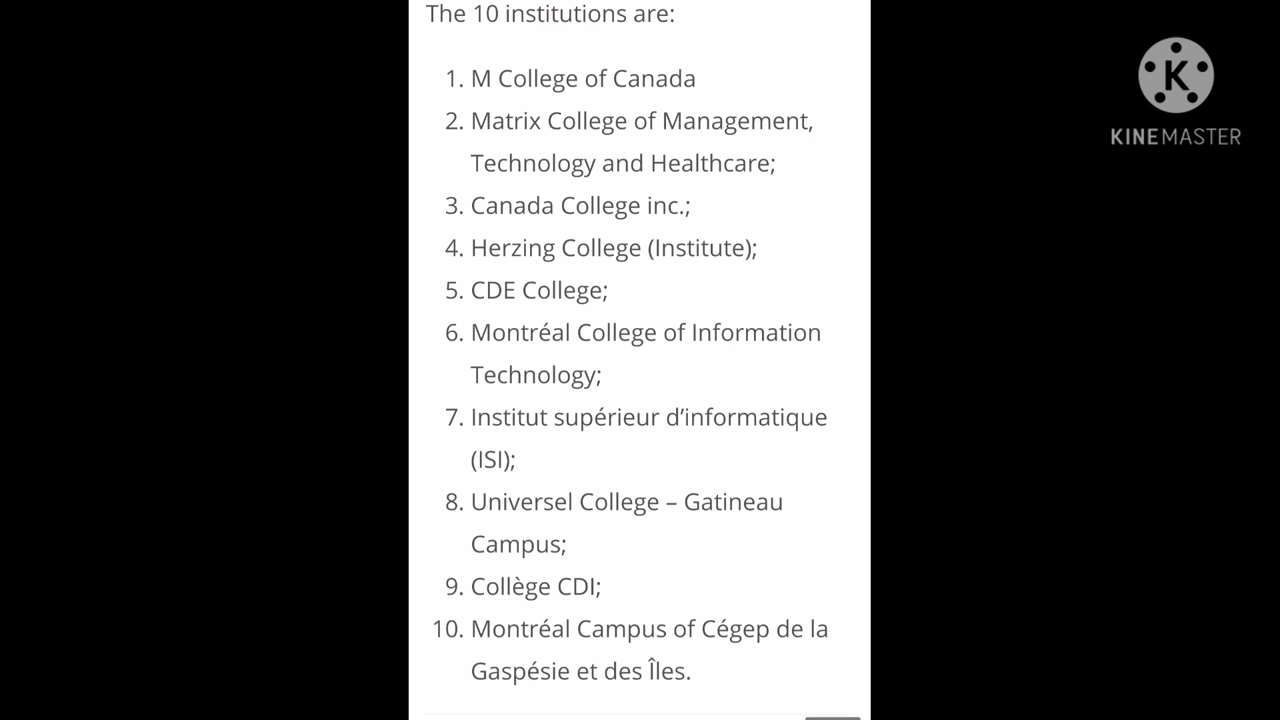 The 10 institutions are:
1. M College of Canada
2. Matrix College of Management,
Technology and Healthcare;
3. Canada College inc.;
4. Herzing College (Institute);
5. CDE College;
6. Montréal College of Information
Technology;
7. Institut supérieur d’informatique
(ISI);
8. Universel College – Gatineau
Campus;
9. Collège CDI;
10. Montréal Campus of Cégep de la
Gaspésie et des Îles.
K
KINEMASTER